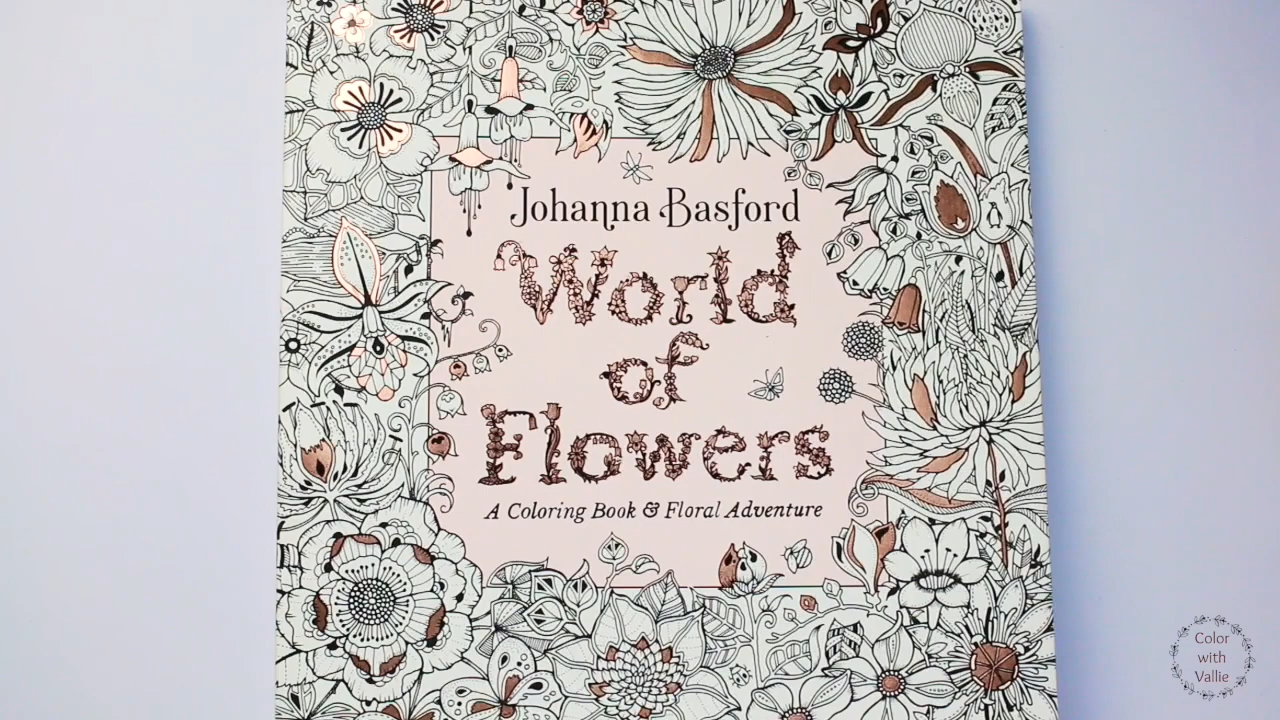 Johanna Basford
World
of
Flowers
A Coloring Book & Floral Adventure
Color
with
Vallie